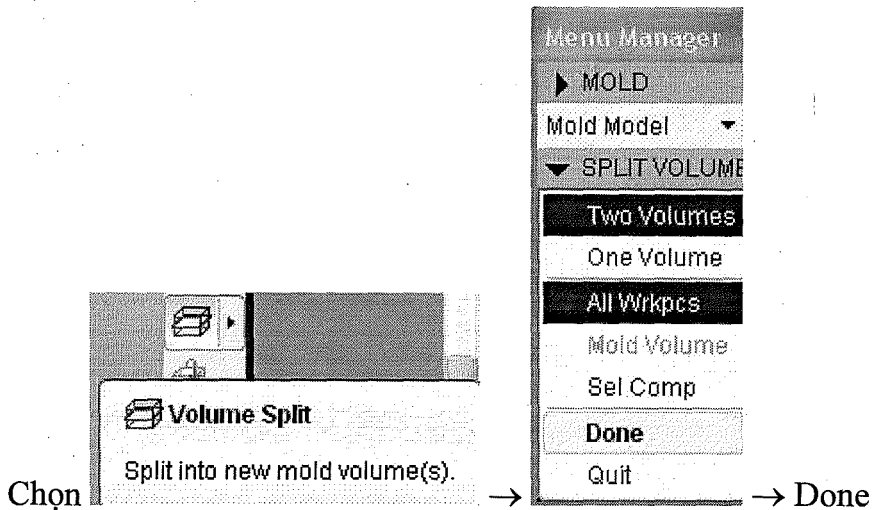 Menu Manager
MOLD
Mold Model
SPLIT VOLUME
Two Volumes
One Volume
All Wrkpcs
Mold Volume
Sel Comp
Done
Quit
Volume Split
Split into new mold volume(s).
Chọn → → Done